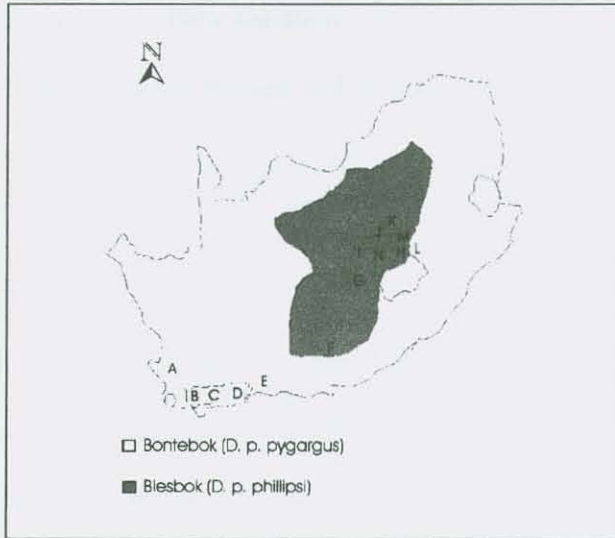 N
K
J
M
I
N
H
L
G
F
A
E
B C D
Bontebok (D. p. pygargus)
Blesbok (D. p. phillipsi)